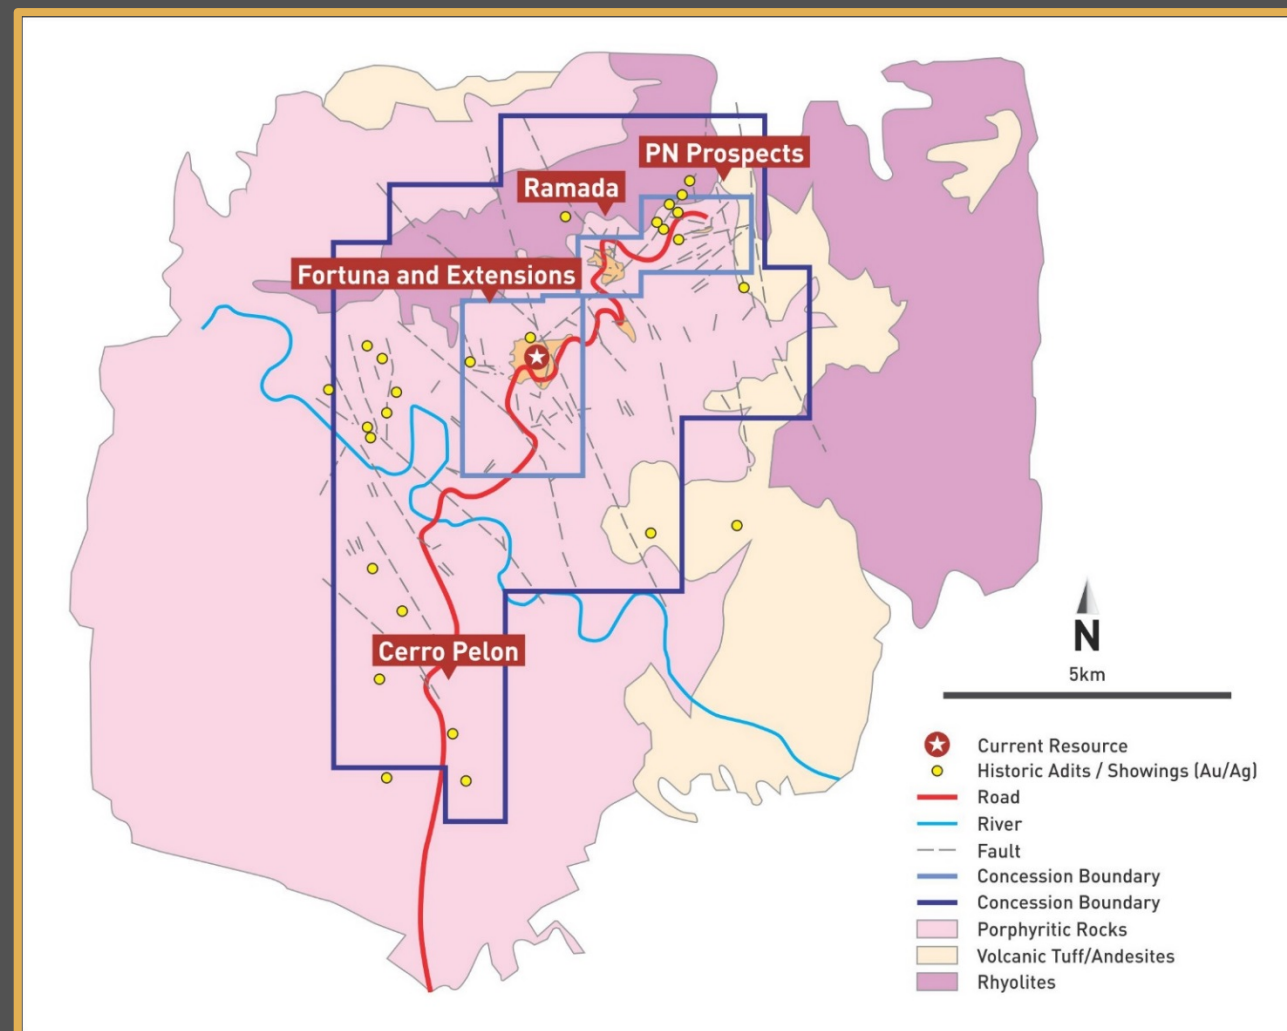 PN Prospects
Ramada
Fortuna and Extensions
Cerro Pelon
N
5km
Current Resource
Historic Adits / Showings (Au/Ag)
Road
River
Fault
Concession Boundary
Concession Boundary
Porphyritic Rocks
Volcanic Tuff/Andesites
Rhyolites